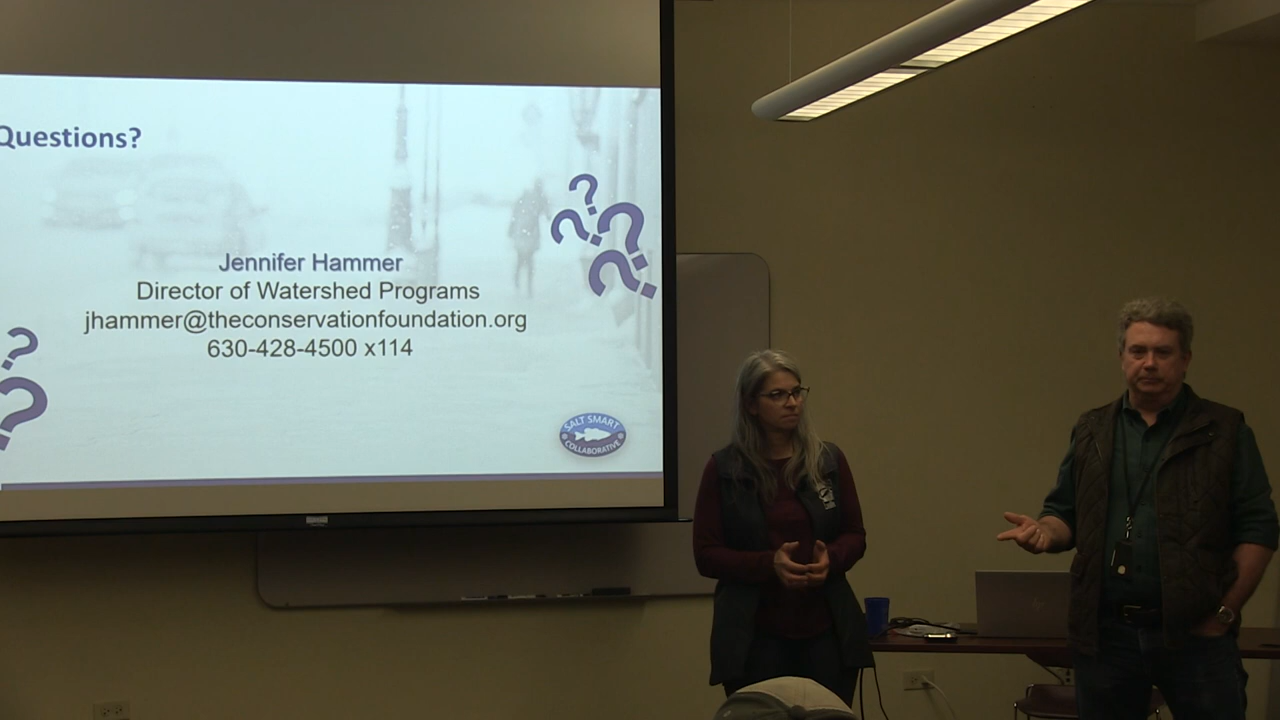 Questions?
Jennifer Hammer
Director of Watershed Programs
jhammer@theconservationfoundation.org
630-428-4500 x114
SALT SMART
COLLABORATIVE